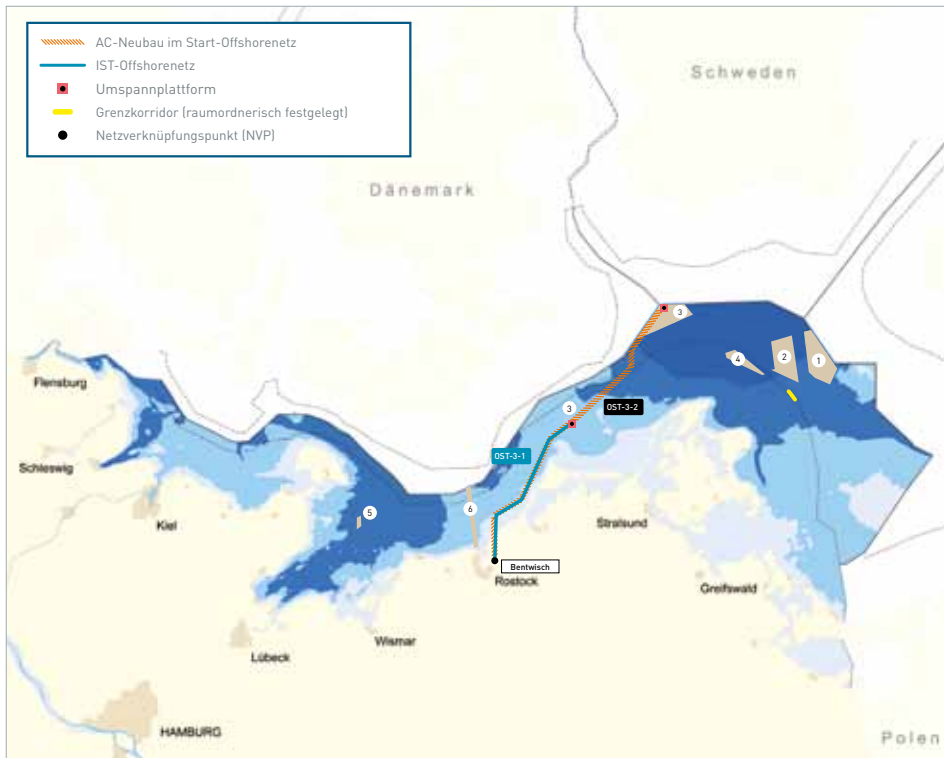 AC-Neubau im Start-Offshorenetz
IST-Offshorenetz
Umspannplattform
Grenzkorridor (raumordnerisch festgelegt)
Netzverknüpfungspunkt (NVP)
Schweden
Dänemark
3
4
2
1
Flensburg
3
OST-3-2
OST-3-1
Schleswig
Kiel
5
6
Stralsund
Bentwisch
Rostock
Greifswald
Wismar
Lübeck
HAMBURG
Polen